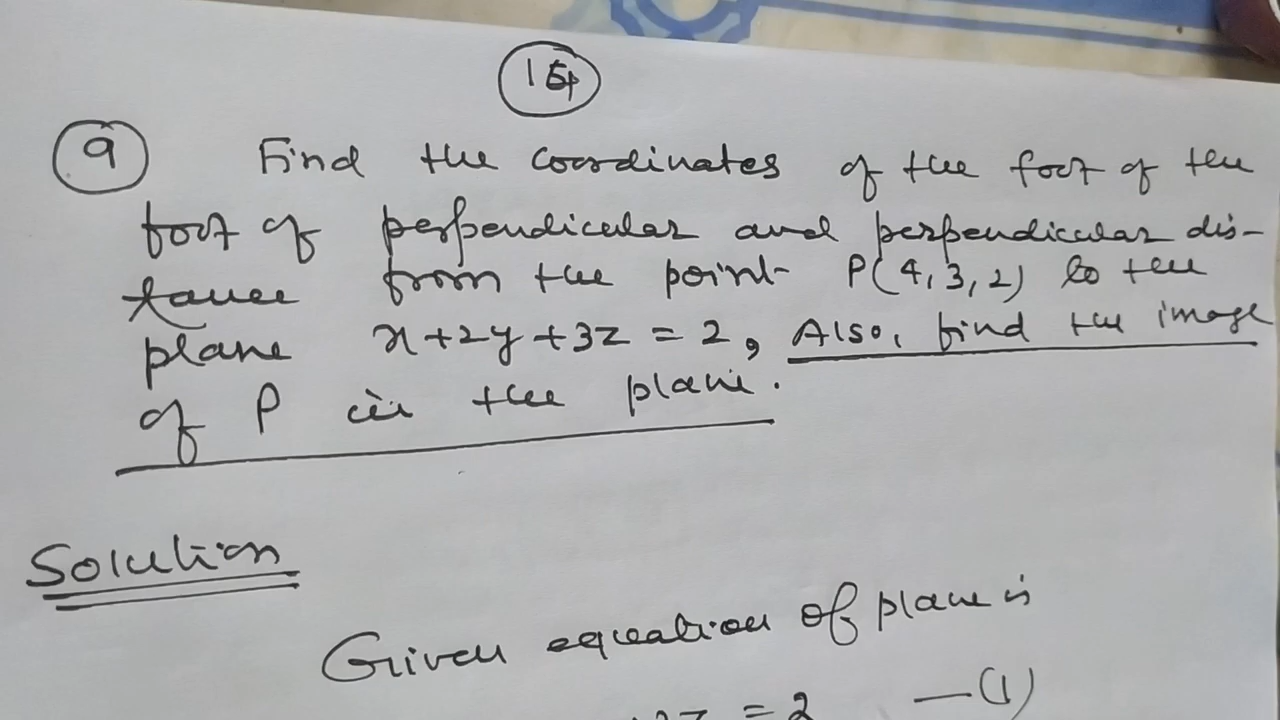 9 Find the coordinates of the foot of the
foot of perpendicular and perpendicular dis-
tance from the point P(4,3,2) to the
plane x+2y+3z = 2, Also, find the image
of P in the plane.
Solution
Given equation of plane is
= 2 —(1)